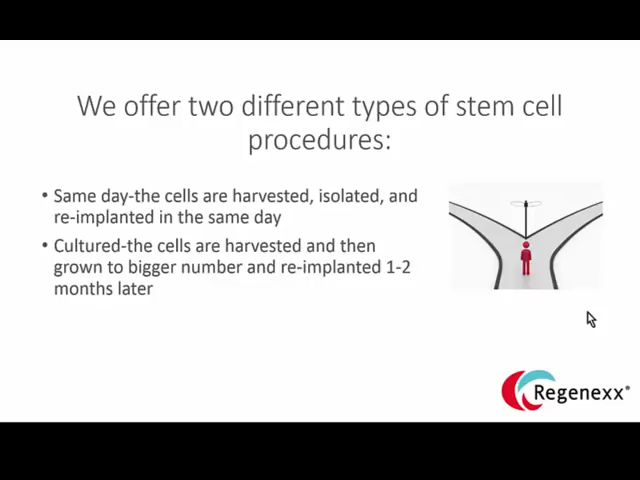 We offer two different types of stem cell
procedures:
• Same day-the cells are harvested, isolated, and
re-implanted in the same day
• Cultured-the cells are harvested and then
grown to bigger number and re-implanted 1-2
months later
Regenexx®